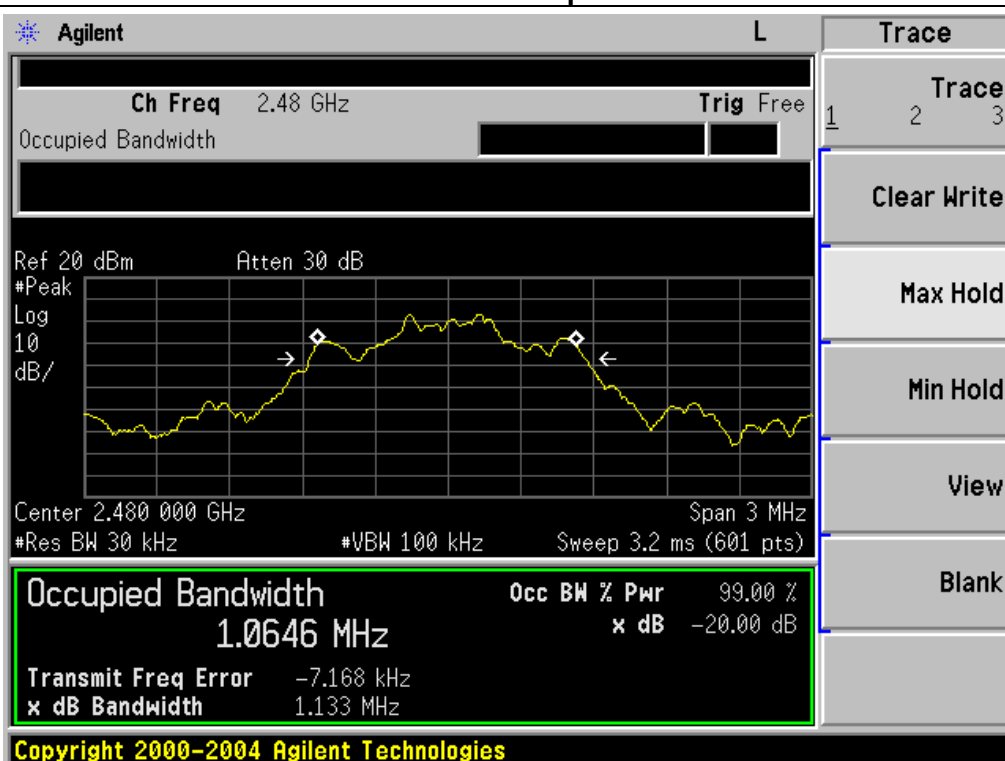 Agilent L Trace
Ch Freq 2.48 GHz Trig Free
Occupied Bandwidth
Trace
1 2 3
Clear Write
Max Hold
Min Hold
View
Blank
Ref 20 dBm Atten 30 dB
#Peak
Log
10
dB/
Center 2.480 000 GHz Span 3 MHz
#Res BW 30 kHz #VBW 100 kHz Sweep 3.2 ms (601 pts)
Occupied Bandwidth
1.0646 MHz
Occ BW % Pwr 99.00 %
x dB -20.00 dB
Transmit Freq Error -7.168 kHz
x dB Bandwidth 1.133 MHz
Copyright 2000-2004 Agilent Technologies